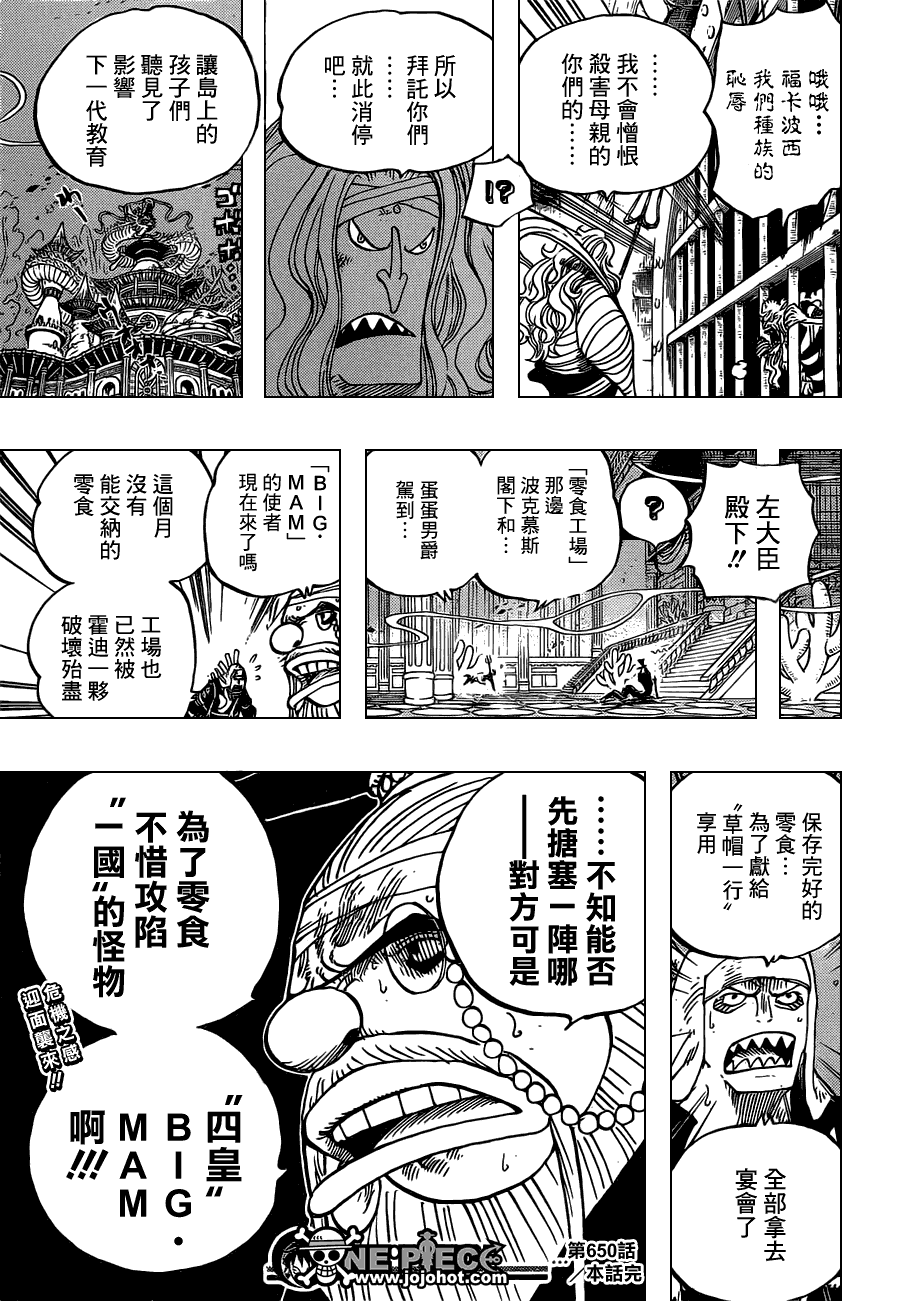 哦哦…
福卡波西
我們種族的
恥辱
……
我不會憎恨
殺害母親的
你們的……
!?
所以
拜託你們
……
就此消停
吧…
讓島上的
孩子們
聽見了
影響
下一代教育
ゴボボボ…
わー
左大臣
殿下!!
?
「零食工場」
那邊
波克慕斯
閣下和…
蛋蛋男爵
駕到…
「BIG・
MAM」
的使者
現在來了嗎
這個月
沒有
能交納的
零食
工場也
已然被
霍迪一夥
破壞殆盡
保存完好的
零食…
為了獻給
〝草帽一行〞
享用
全部拿去
宴會了
……不知能否
先搪塞一陣哪
——對方可是
為了零食
不惜攻陷
〝一國〞的怪物
〝四皇〞
BIG・
MAM
啊!!!
危機之感
迎面襲來!!
ONE PIECE
www.jojohot.com
第650話
…／本話完